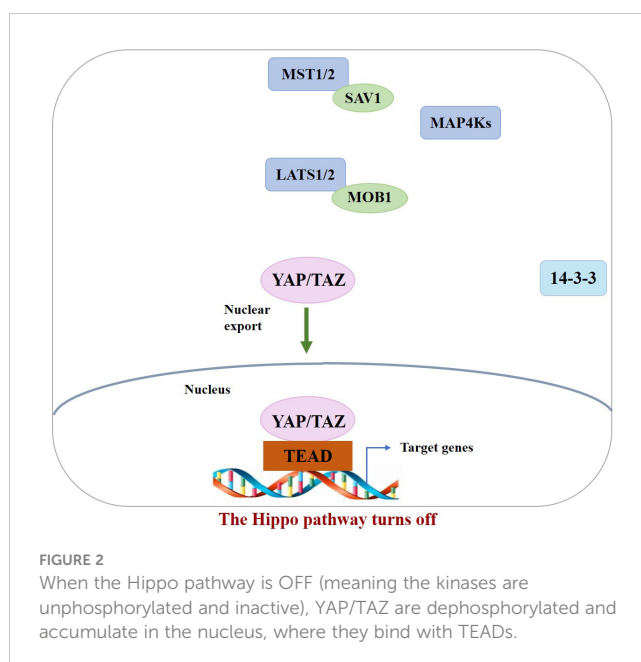 MST1/2
SAV1
MAP4Ks
LATS1/2
MOB1
YAP/TAZ
14-3-3
Nuclear
export
Nucleus
YAP/TAZ
TEAD
Target genes
The Hippo pathway turns off
FIGURE 2
When the Hippo pathway is OFF (meaning the kinases are
unphosphorylated and inactive), YAP/TAZ are dephosphorylated and
accumulate in the nucleus, where they bind with TEADs.